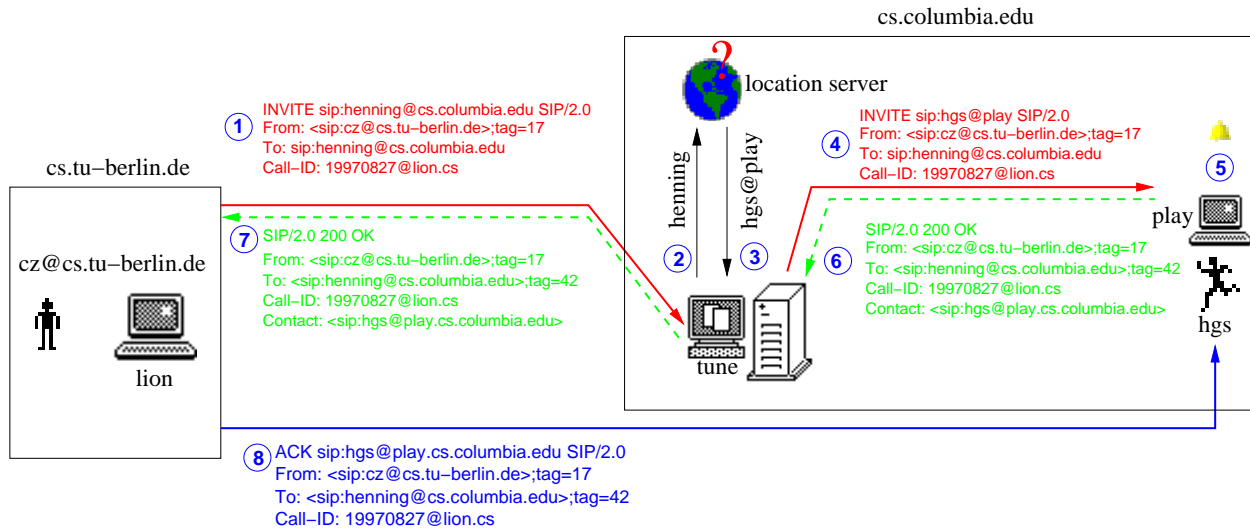 cs.columbia.edu
?
location server
1
INVITE sip:henning@cs.columbia.edu SIP/2.0
From: <sip:cz@cs.tu−berlin.de>;tag=17
To: sip:henning@cs.columbia.edu
Call−ID: 19970827@lion.cs
4
INVITE sip:hgs@play SIP/2.0
From: <sip:cz@cs.tu−berlin.de>;tag=17
To: sip:henning@cs.columbia.edu
Call−ID: 19970827@lion.cs
5
cs.tu−berlin.de
henning
hgs@play
2
3
play
7
SIP/2.0 200 OK
From: <sip:cz@cs.tu−berlin.de>;tag=17
To: <sip:henning@cs.columbia.edu>;tag=42
Call−ID: 19970827@lion.cs
Contact: <sip:hgs@play.cs.columbia.edu>
6
SIP/2.0 200 OK
From: <sip:cz@cs.tu−berlin.de>;tag=17
To: <sip:henning@cs.columbia.edu>;tag=42
Call−ID: 19970827@lion.cs
Contact: <sip:hgs@play.cs.columbia.edu>
cz@cs.tu−berlin.de
hgs
tune
lion
8
ACK sip:hgs@play.cs.columbia.edu SIP/2.0
From: <sip:cz@cs.tu−berlin.de>;tag=17
To: <sip:henning@cs.columbia.edu>;tag=42
Call−ID: 19970827@lion.cs